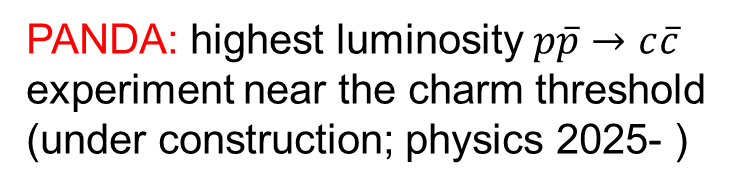 PANDA: highest luminosity 𝑝𝑝̄ → 𝑐𝑐̄
experiment near the charm threshold
(under construction; physics 2025- )